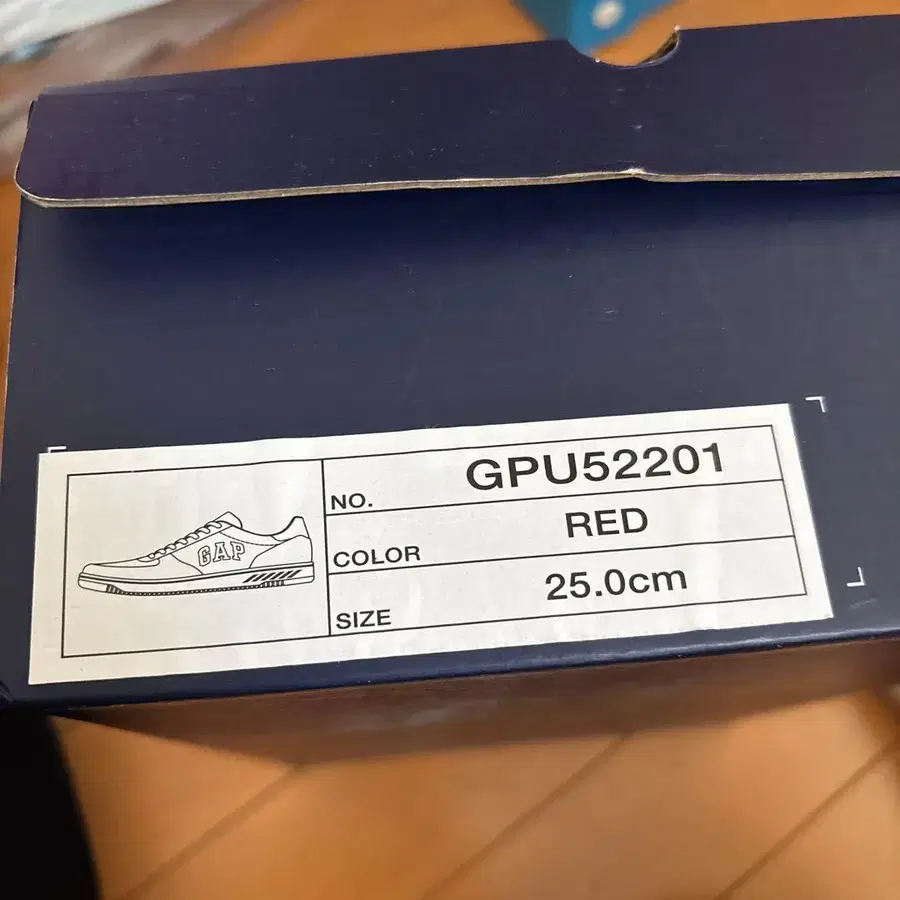 GAP
NO. GPU52201
COLOR RED
SIZE 25.0cm